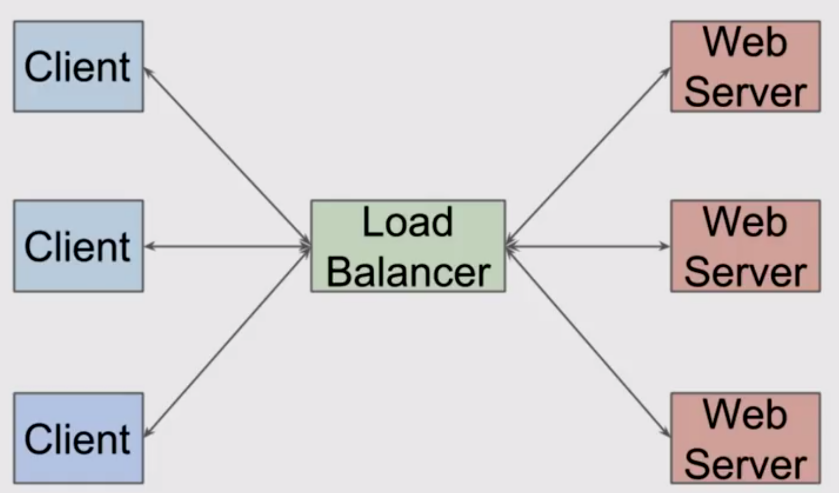 Client
Web
Server
Client
Load
Balancer
Web
Server
Client
Web
Server